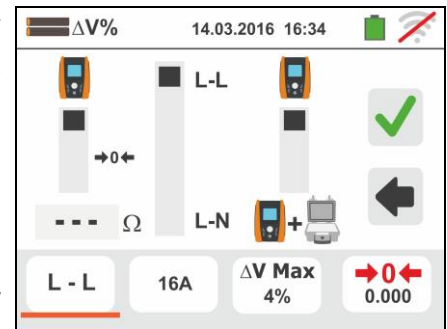 ΔV%
14.03.2016 16:34
L-L
→0←
- - - Ω
L-N
+
L - L
16A
ΔV Max
4%
→0←
0.000